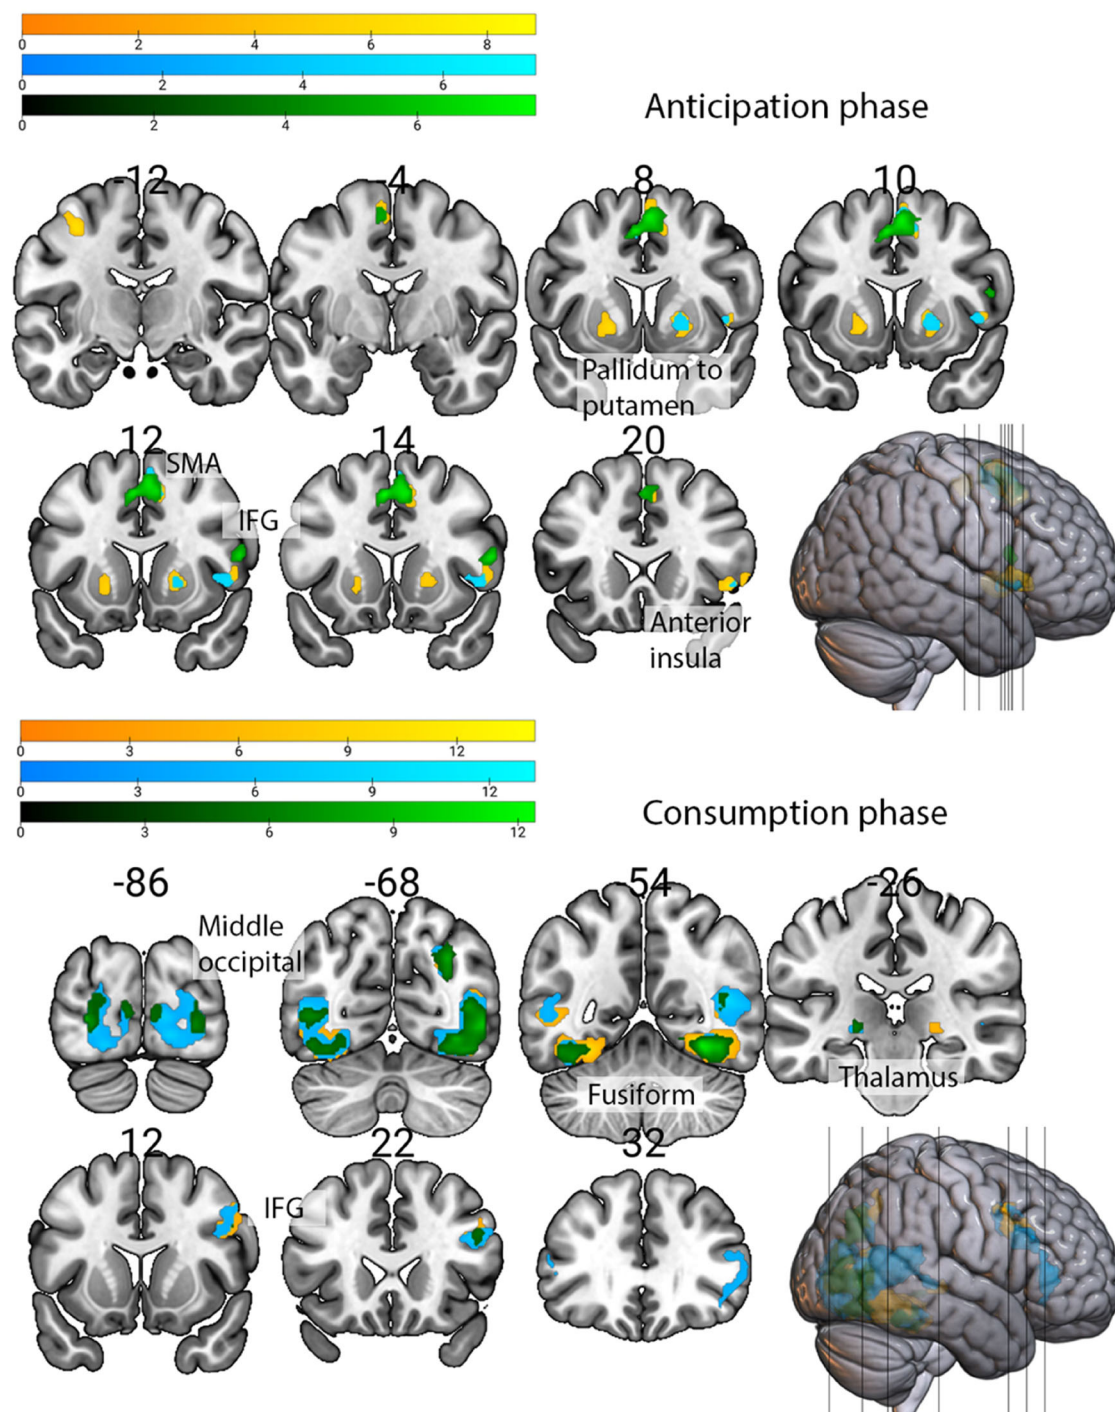 0 2 4 6 8
0 2 4 6
0 2 4 6
Anticipation phase
-12 -4 8 10
Pallidum to
putamen
12 14 20
SMA
IFG
Anterior
insula
0 3 6 9 12
0 3 6 9 12
0 3 6 9 12
Consumption phase
-86 -68 -54 -26
Middle
occipital
Fusiform
Thalamus
12 22 32
IFG